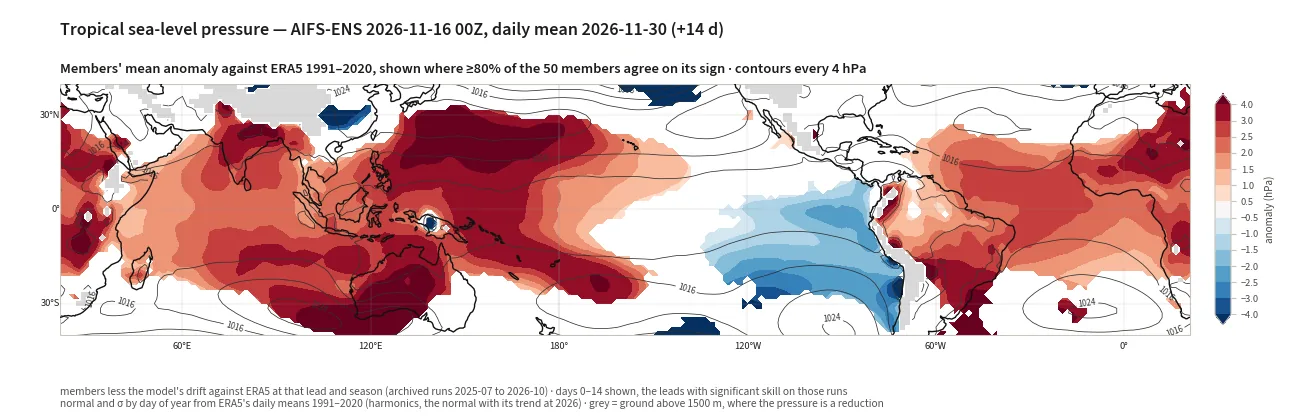 Tropical sea-level pressure — AIFS-ENS 2026-11-16 00Z, daily mean 2026-11-30 (+14 d)
Members' mean anomaly against ERA5 1991–2020, shown where ≥80% of the 50 members agree on its sign · contours every 4 hPa
1024
1016
1016
30°N
1016
1016
0°
30°S
1016
1016
1016
1016
1024
1024
1016
1016
60°E
120°E
180°
120°W
60°W
0°
4.0
3.0
2.5
2.0
1.5
1.0
0.5
−0.5
−1.0
−1.5
−2.0
−2.5
−3.0
−4.0
anomaly (hPa)
members less the model's drift against ERA5 at that lead and season (archived runs 2025-07 to 2026-10) · days 0–14 shown, the leads with significant skill on those runs
normal and σ by day of year from ERA5's daily means 1991–2020 (harmonics, the normal with its trend at 2026) · grey = ground above 1500 m, where the pressure is a reduction